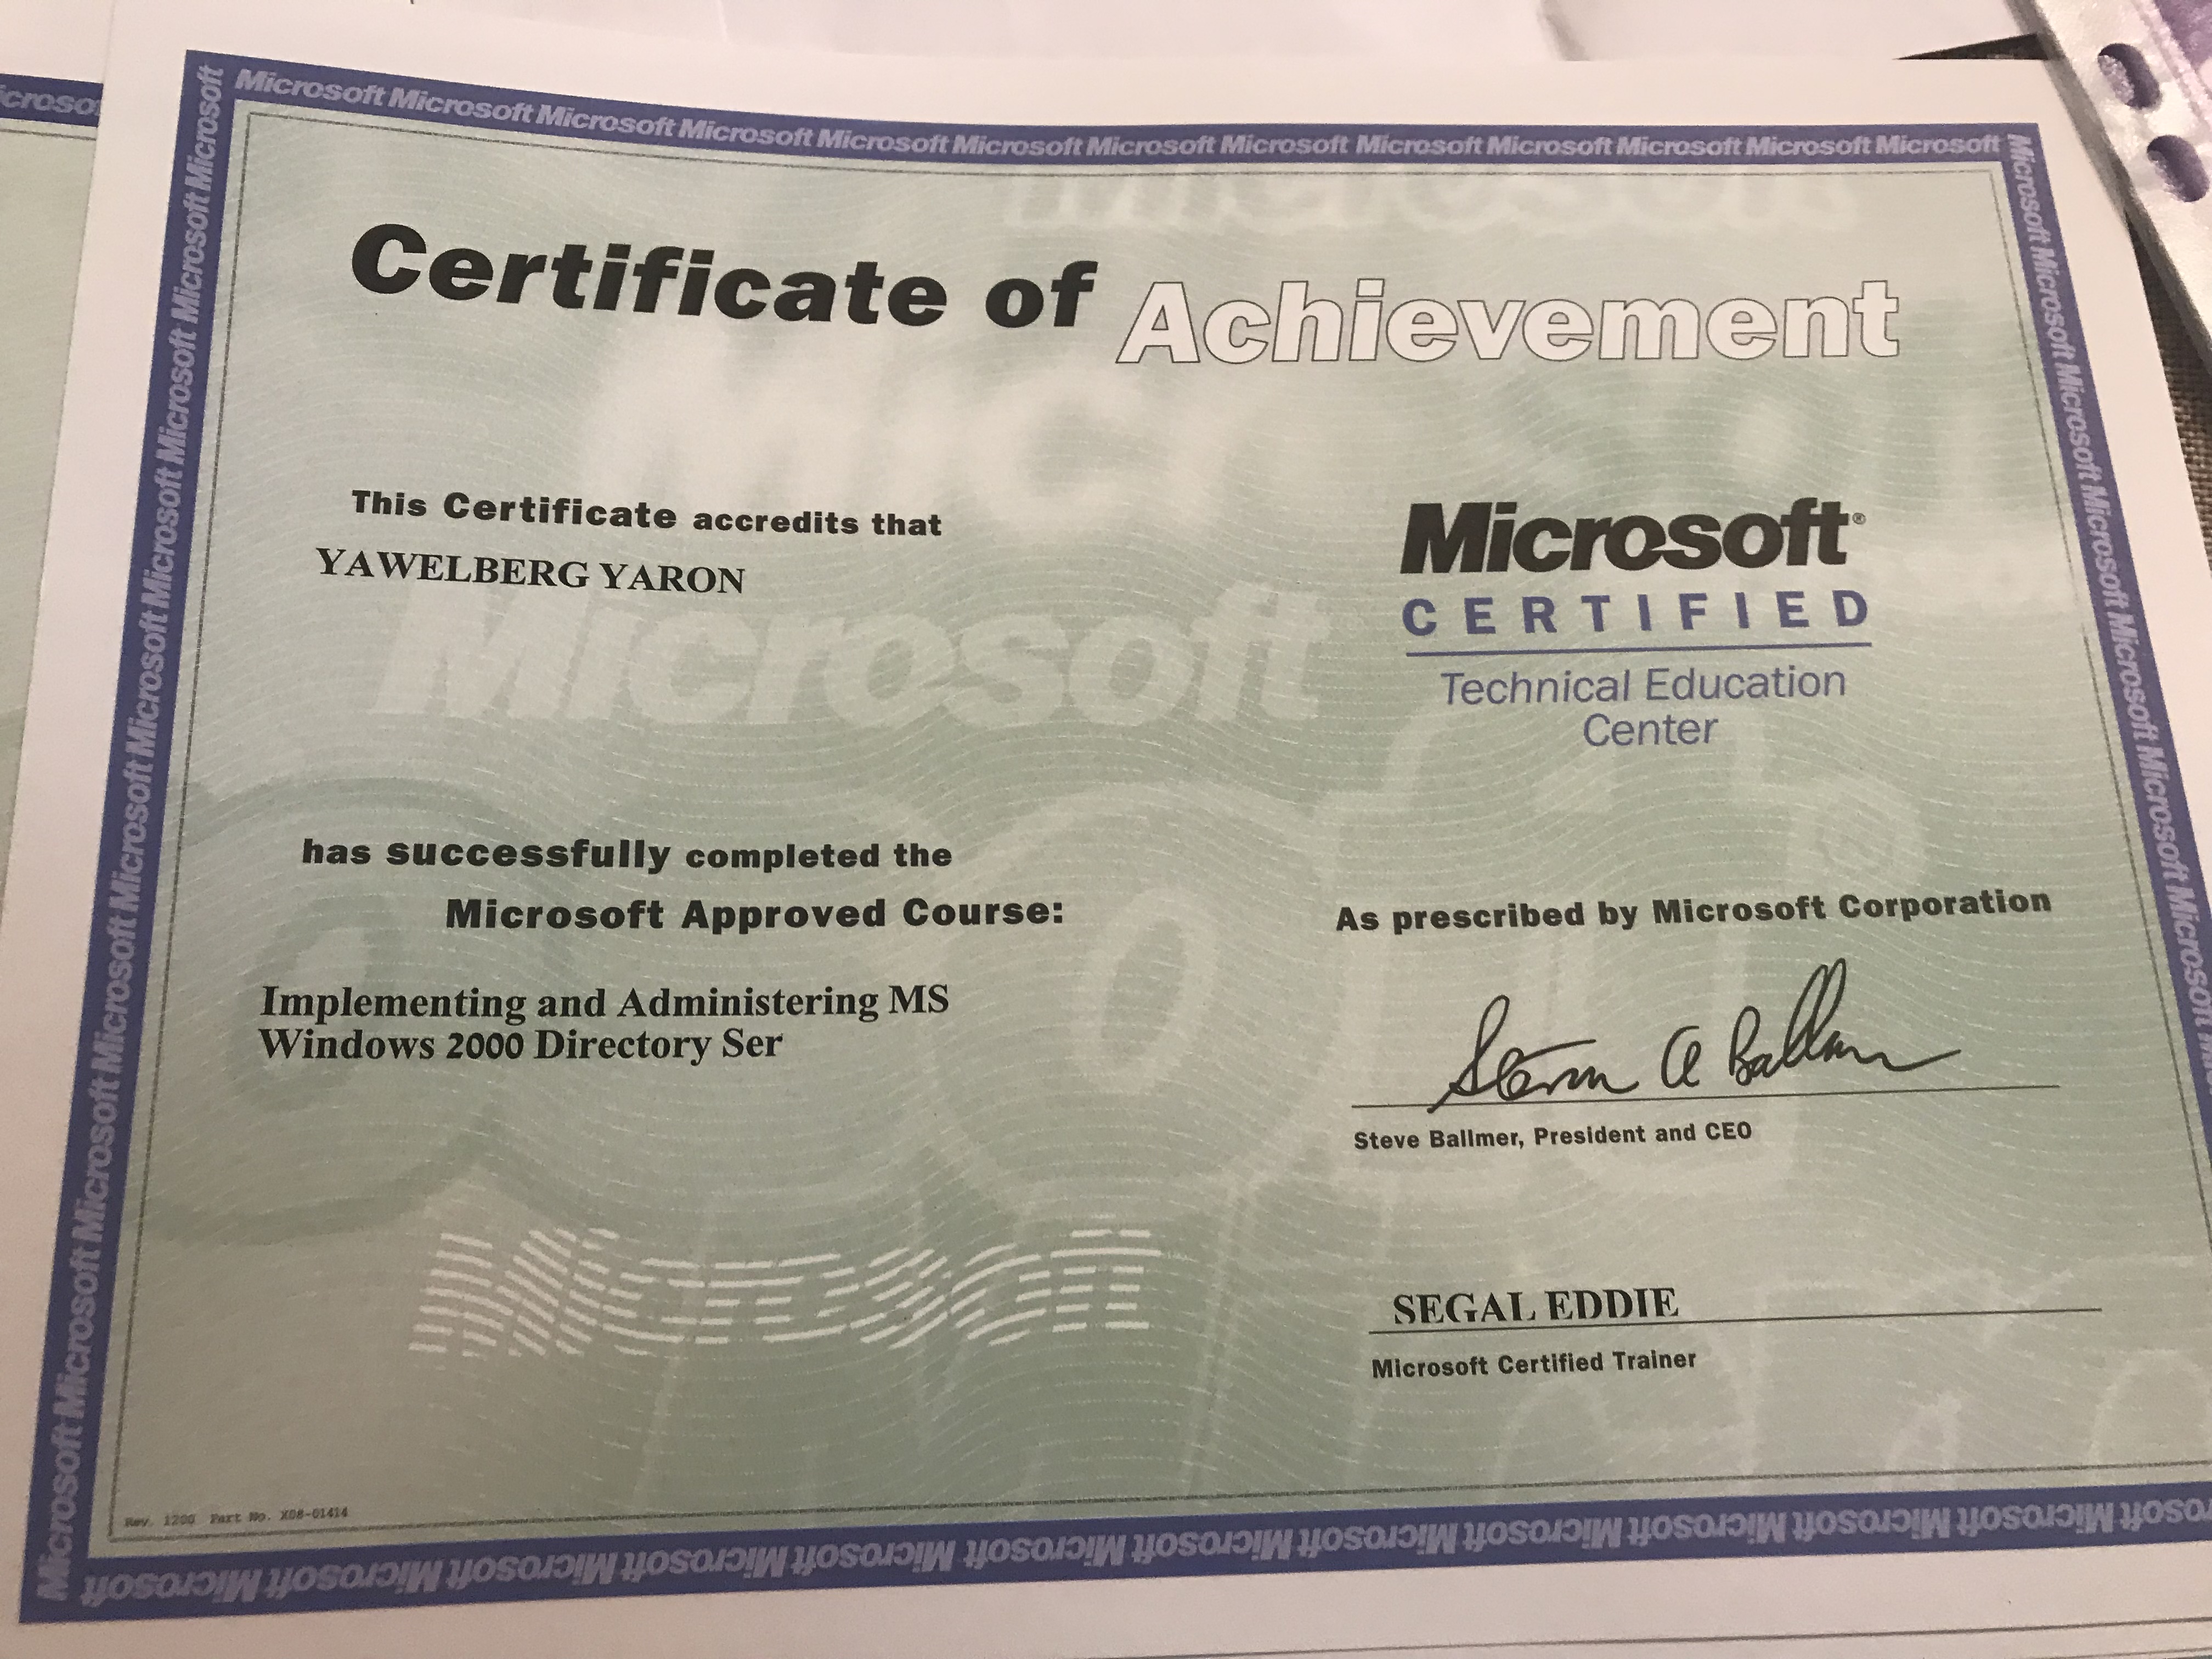 Certificate of Achievement
This Certificate accredits that
YAWELBERG YARON
Microsoft®
CERTIFIED
Technical Education
Center
Microsoft
has successfully completed the
Microsoft Approved Course:
Implementing and Administering MS
Windows 2000 Directory Ser
As prescribed by Microsoft Corporation
Steven A Ballmer
Steve Ballmer, President and CEO
SEGAL EDDIE
Microsoft Certified Trainer
Rev. 1200 Part No. X08-01414
Microsoft Microsoft Microsoft Microsoft Microsoft Microsoft Microsoft Microsoft Microsoft Microsoft